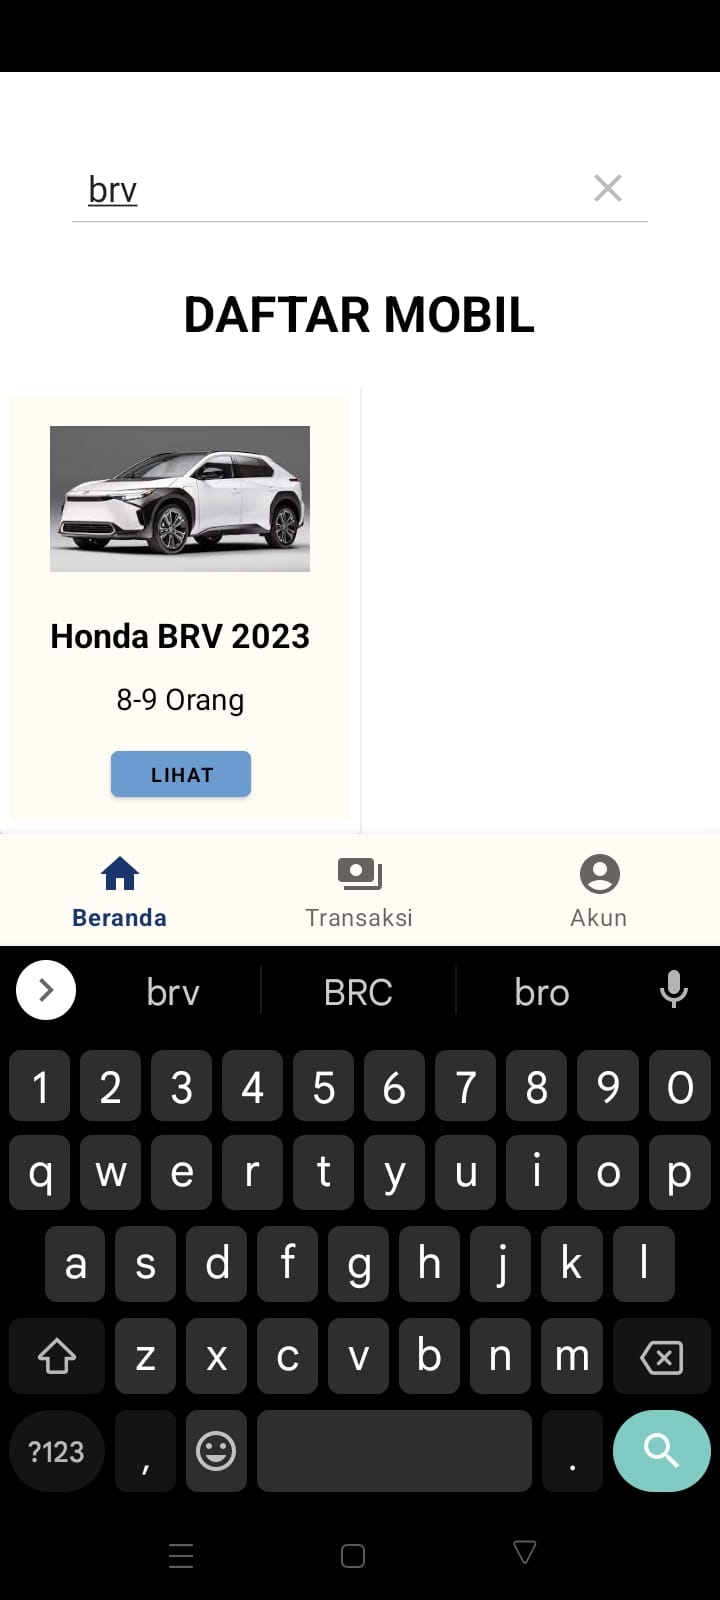 brv
DAFTAR MOBIL
Honda BRV 2023
8-9 Orang
LIHAT
Beranda Transaksi Akun
brv BRC bro
1 2 3 4 5 6 7 8 9 0
q w e r t y u i o p
a s d f g h j k l
z x c v b n m
?123 , .